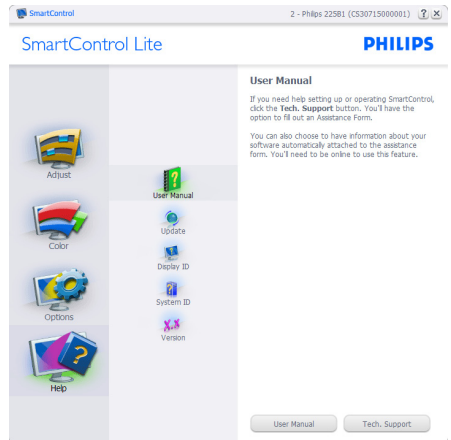 SmartControl
2 - Philips 225B1 (CS30715000001)
SmartControl Lite
PHILIPS
User Manual
If you need help setting up or operating SmartControl,
click the Tech. Support button. You'll have the
option to fill out an Assistance Form.
You can also choose to have information about your
software automatically attached to the assistance
form. You'll need to be online to use this feature.
Adjust
User Manual
Update
Color
Display ID
System ID
Options
X.X
Version
Help
User Manual
Tech. Support